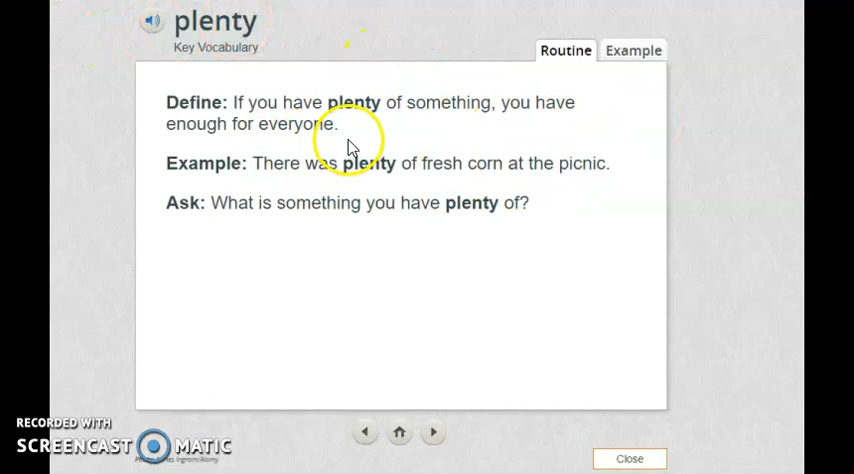 plenty
Key Vocabulary
Routine
Example
Define: If you have plenty of something, you have
enough for everyone.
Example: There was plenty of fresh corn at the picnic.
Ask: What is something you have plenty of?
RECORDED WITH
SCREENCAST MATIC
Ingram/Alamy
Close